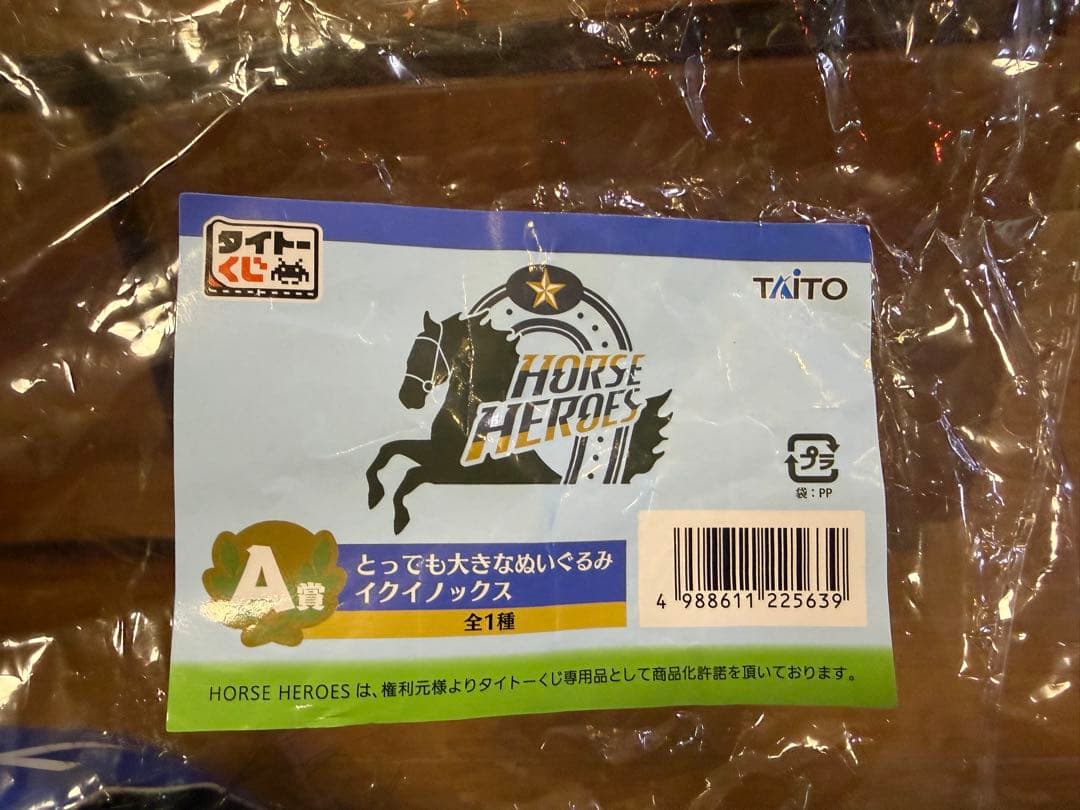 タイトー
くじ
TAITO
HORSE
HEROES
プラ
袋:PP
A賞
とっても大きなぬいぐるみ
イクイノックス
全1種
4 988611 225639
HORSE HEROES は、権利元様よりタイトーくじ専用品として商品化許諾を頂いております。